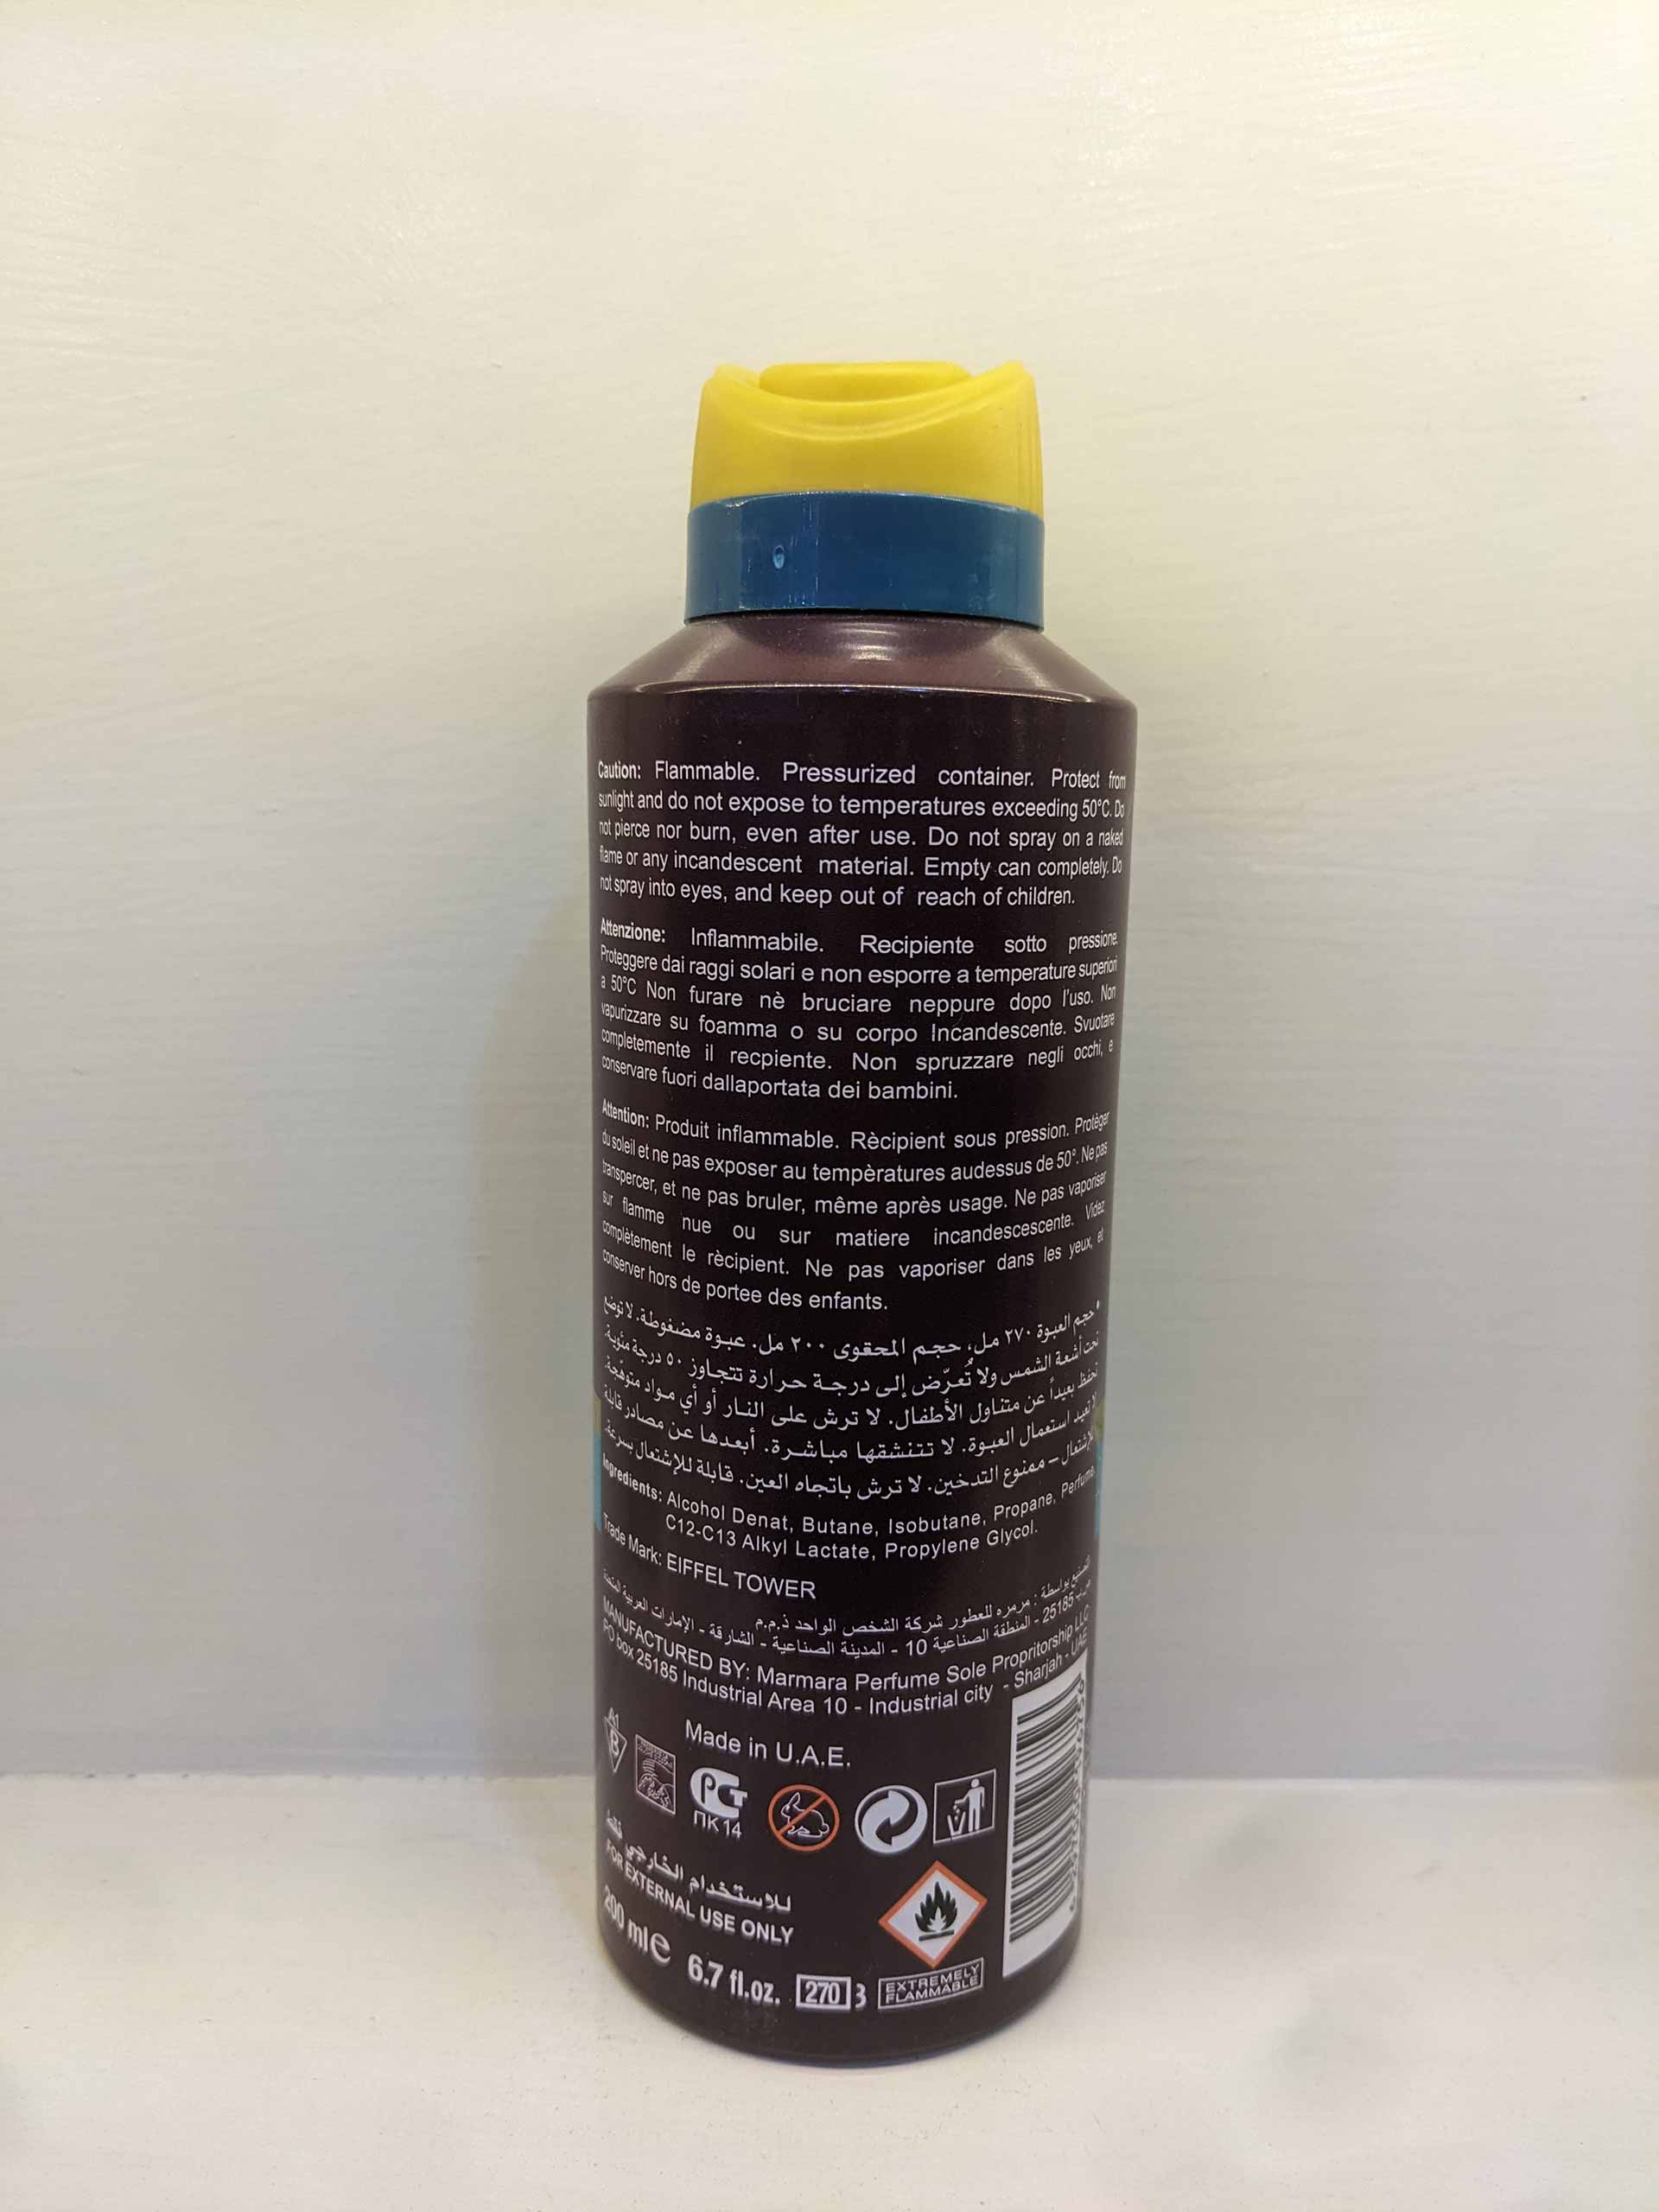 Caution: Flammable. Pressurized container. Protect from
sunlight and do not expose to temperatures exceeding 50°C. Do
not pierce nor burn, even after use. Do not spray on a naked
flame or any incandescent material. Empty can completely. Do
not spray into eyes, and keep out of reach of children.
Attenzione: Inflammabile. Recipiente sotto pressione.
Proteggere dai raggi solari e non esporre a temperature superiori
a 50°C Non furare nè bruciare neppure dopo l'uso. Non
vapurizzare su foamma o su corpo Incandescente. Svuotare
completemente il recpiente. Non spruzzare negli occhi, e
conservare fuori dallaportata dei bambini.
Attention: Produit inflammable. Rècipient sous pression. Protèger
du soleil et ne pas exposer au tempèratures audessus de 50°. Ne pas
transpercer, et ne pas bruler, même après usage. Ne pas vaporiser
sur flamme nue ou sur matiere incandescescente. Videz
complètement le rècipient. Ne pas vaporiser dans les yeux, et
conserver hors de portee des enfants.
*حجم العبوة ٢٧٠ مل، حجم المحقوى ٢٠٠ مل. عبوة مضغوطة. لا توضع
تحت أشعة الشمس ولا تُعرّض إلى درجة حرارة تتجاوز ٥٠ درجة مئوية.
تحفظ بعيداً عن متناول الأطفال. لا ترش على النار أو أي مواد متوهّجة.
لا تعيد استعمال العبوة. لا تتنشقها مباشرة. أبعدها عن مصادر قابلة
للإشتعال – ممنوع التدخين. لا ترش باتجاه العين. قابلة للإشتعال بسرعة.
Ingredients: Alcohol Denat, Butane, Isobutane, Propane, Perfume,
C12-C13 Alkyl Lactate, Propylene Glycol.
Trade Mark: EIFFEL TOWER
التصنيع بواسطة : مرمره للعطور شركة الشخص الواحد ذ.م.م
ص.ب 25185 - المنطقة الصناعية 10 - المدينة الصناعية - الشارقة - الإمارات العربية المتحدة
MANUFACTURED BY: Marmara Perfume Sole Propritorship LLC
PO box 25185 Industrial Area 10 - Industrial city - Sharjah - UAE
Made in U.A.E.
A1
B
РСТ
ПК 14
للاستخدام الخارجي فقط
FOR EXTERNAL USE ONLY
200 ml e 6.7 fl.oz. 270 3
EXTREMELY
FLAMMABLE